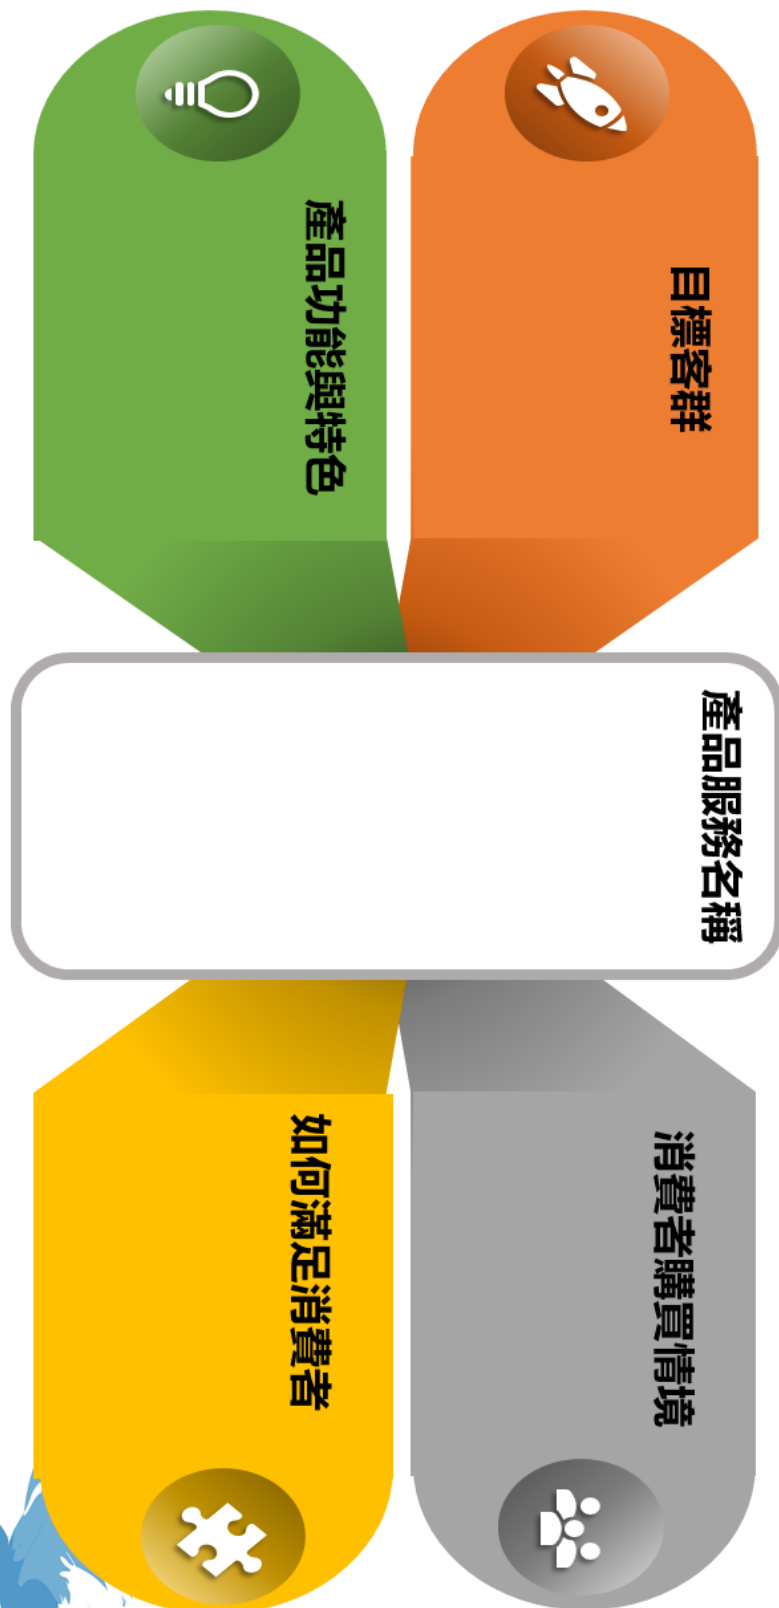 目標客群
產品功能與特色
產品服務名稱
消費者購買情境
如何滿足消費者